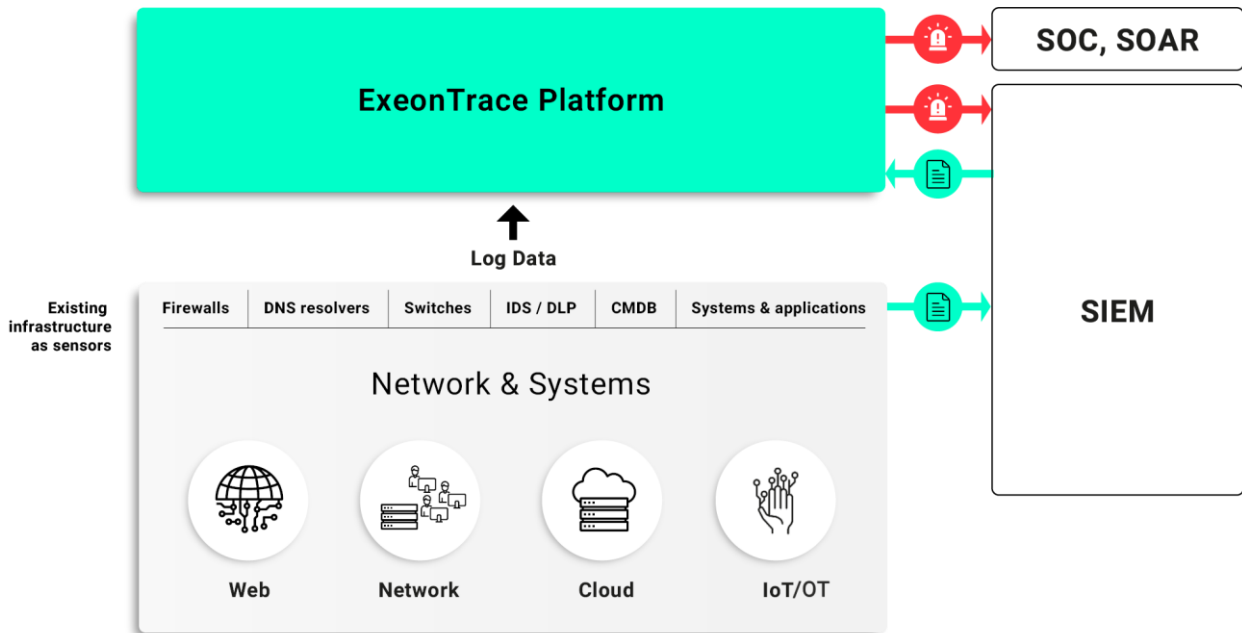 ExeonTrace Platform
SOC, SOAR
Log Data
Existing
infrastructure
as sensors
Firewalls
DNS resolvers
Switches
IDS / DLP
CMDB
Systems & applications
SIEM
Network & Systems
Web
Network
Cloud
IoT/OT